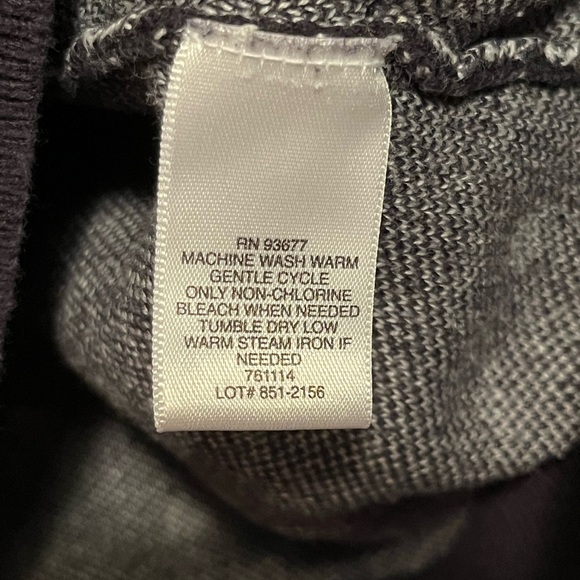 RN 93677
MACHINE WASH WARM
GENTLE CYCLE
ONLY NON-CHLORINE
BLEACH WHEN NEEDED
TUMBLE DRY LOW
WARM STEAM IRON IF
NEEDED
761114
LOT# 851-2156